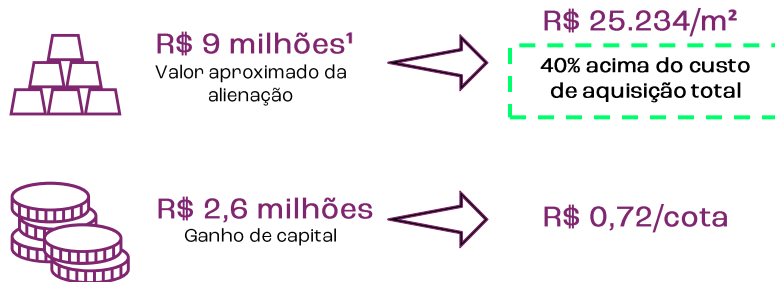 R$ 9 milhões¹
Valor aproximado da
alienação
R$ 25.234/m²
40% acima do custo
de aquisição total
R$ 2,6 milhões
Ganho de capital
R$ 0,72/cota